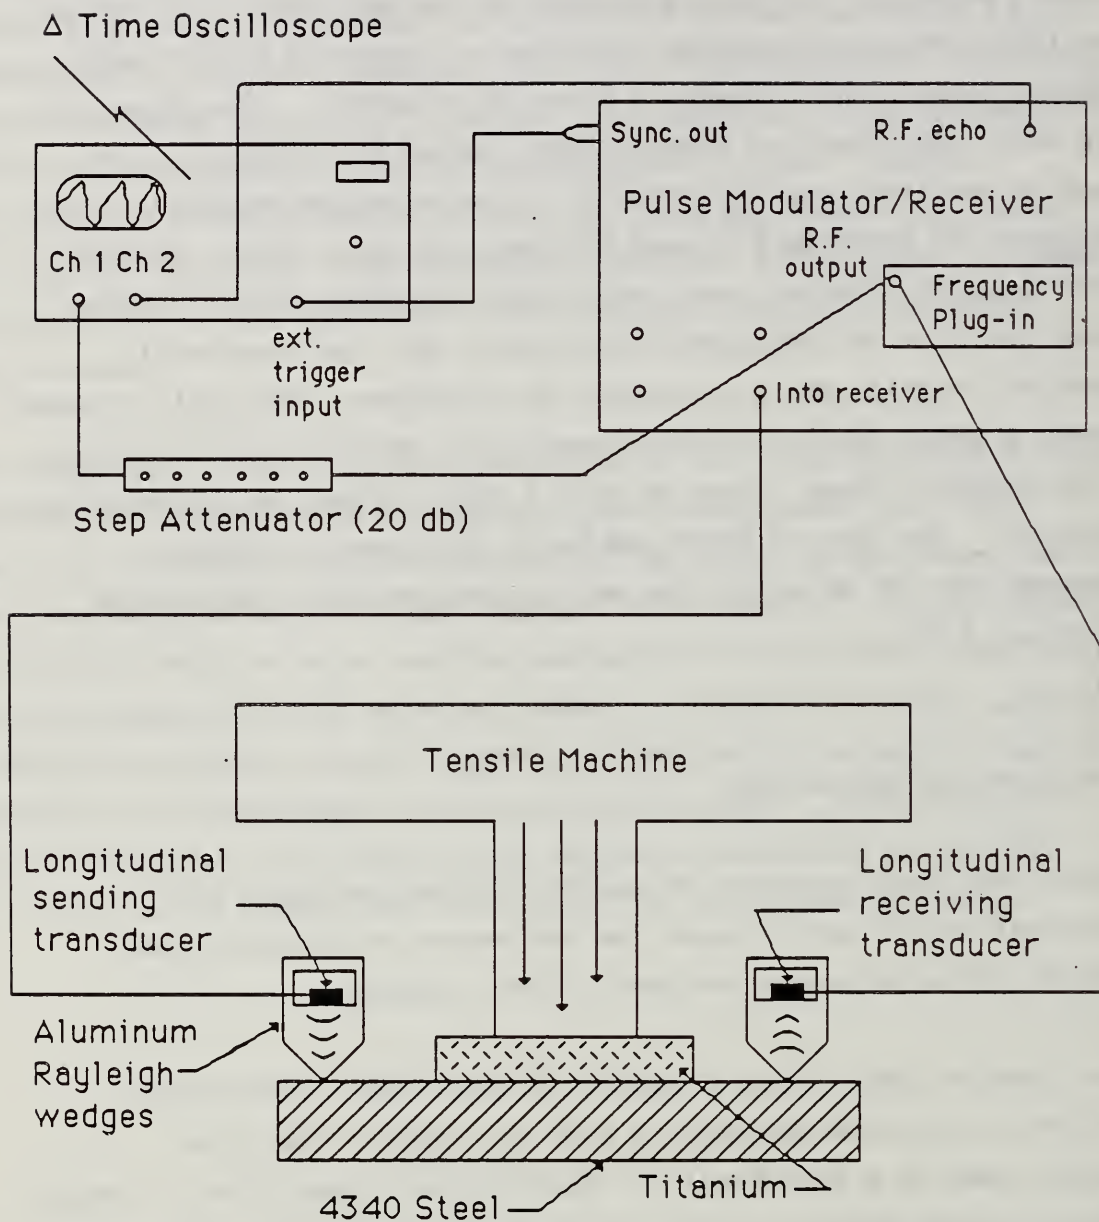 Δ Time Oscilloscope
Sync. out
R.F. echo
Pulse Modulator/Receiver
R.F.
output
Frequency
Plug-in
Ch 1 Ch 2
ext.
trigger
input
Into receiver
Step Attenuator (20 db)
Tensile Machine
Longitudinal
sending
transducer
Longitudinal
receiving
transducer
Aluminum
Rayleigh
wedges
Titanium
4340 Steel